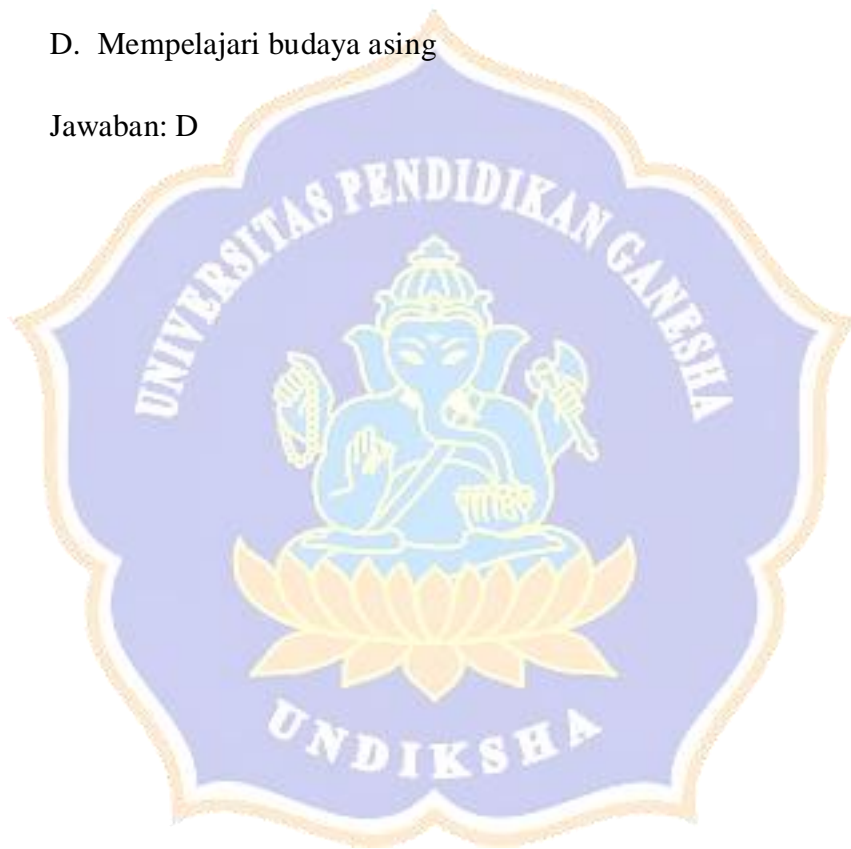 D. Mempelajari budaya asing
Jawaban: D
UNIVERSITAS PENDIDIKAN GANESHA
UNDIKSHA